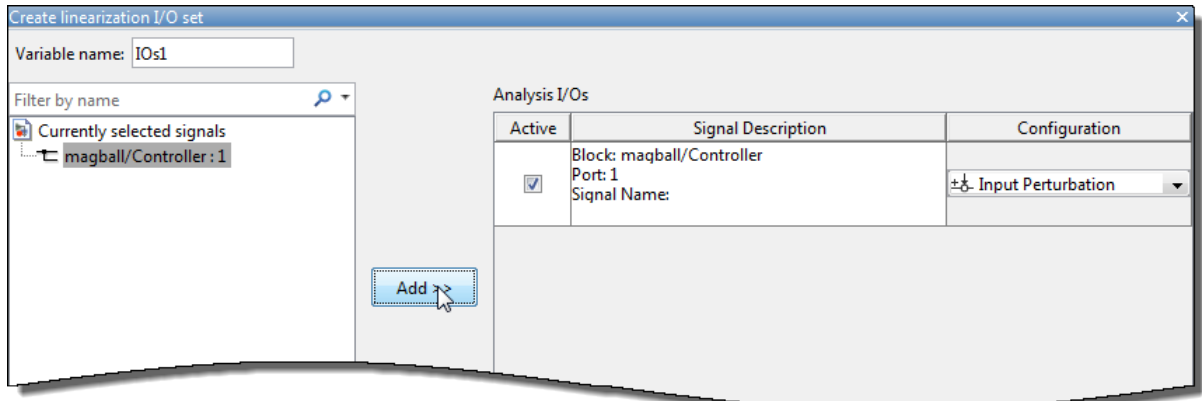 Create linearization I/O set
Variable name: IOs1
Filter by name
Currently selected signals
magball/Controller : 1
Add >>
Analysis I/Os
Active Signal Description Configuration
Block: magball/Controller
Port: 1
Signal Name:
Input Perturbation